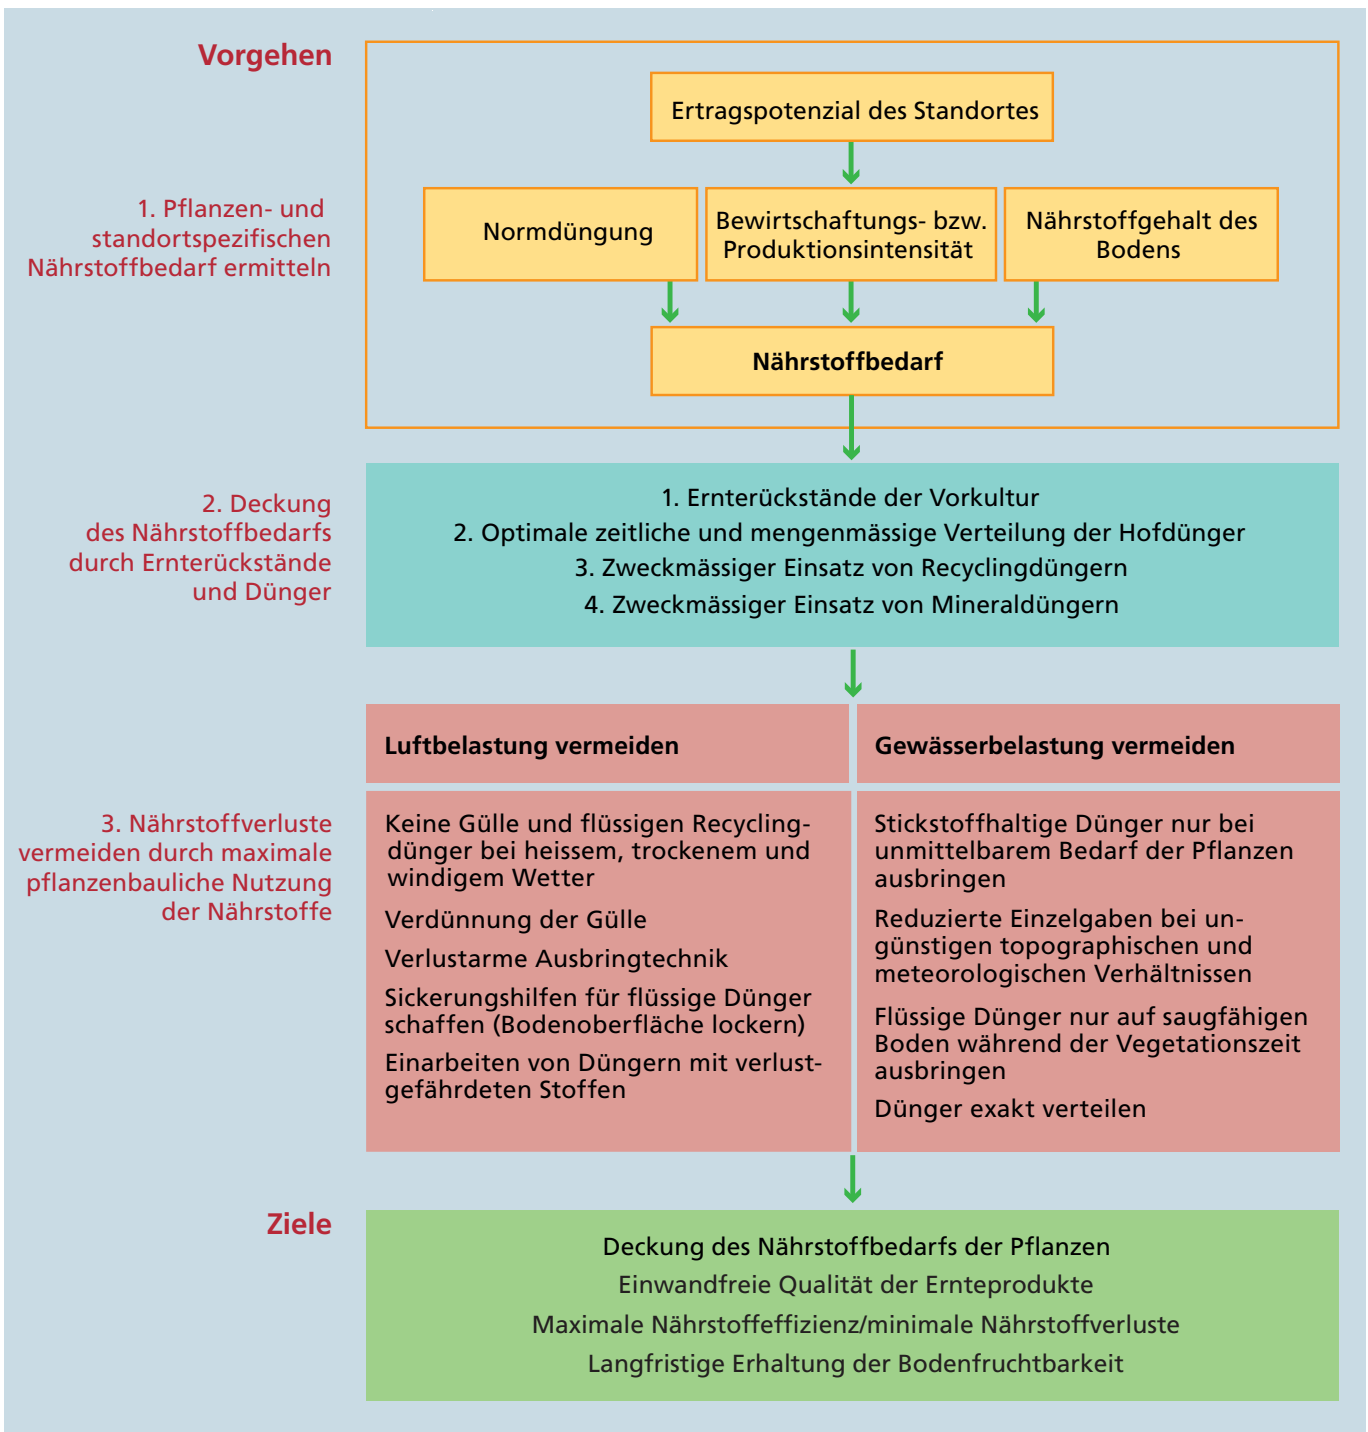 Vorgehen
Ertragspotenzial des Standortes
1. Pflanzen- und
standortspezifischen
Nährstoffbedarf ermitteln
Normdüngung
Bewirtschaftungs- bzw.
Produktionsintensität
Nährstoffgehalt des
Bodens
Nährstoffbedarf
2. Deckung
des Nährstoffbedarfs
durch Ernterückstände
und Dünger
1. Ernterückstände der Vorkultur
2. Optimale zeitliche und mengenmässige Verteilung der Hofdünger
3. Zweckmässiger Einsatz von Recyclingdüngern
4. Zweckmässiger Einsatz von Mineraldüngern
3. Nährstoffverluste
vermeiden durch maximale
pflanzenbauliche Nutzung
der Nährstoffe
Luftbelastung vermeiden
Keine Gülle und flüssigen Recycling-
dünger bei heissem, trockenem und
windigem Wetter
Verdünnung der Gülle
Verlustarme Ausbringtechnik
Sickerungshilfen für flüssige Dünger
schaffen (Bodenoberfläche lockern)
Einarbeiten von Düngern mit verlust-
gefährdeten Stoffen
Gewässerbelastung vermeiden
Stickstoffhaltige Dünger nur bei
unmittelbarem Bedarf der Pflanzen
ausbringen
Reduzierte Einzelgaben bei un-
günstigen topographischen und
meteorologischen Verhältnissen
Flüssige Dünger nur auf saugfähigen
Boden während der Vegetationszeit
ausbringen
Dünger exakt verteilen
Ziele
Deckung des Nährstoffbedarfs der Pflanzen
Einwandfreie Qualität der Ernteprodukte
Maximale Nährstoffeffizienz/minimale Nährstoffverluste
Langfristige Erhaltung der Bodenfruchtbarkeit